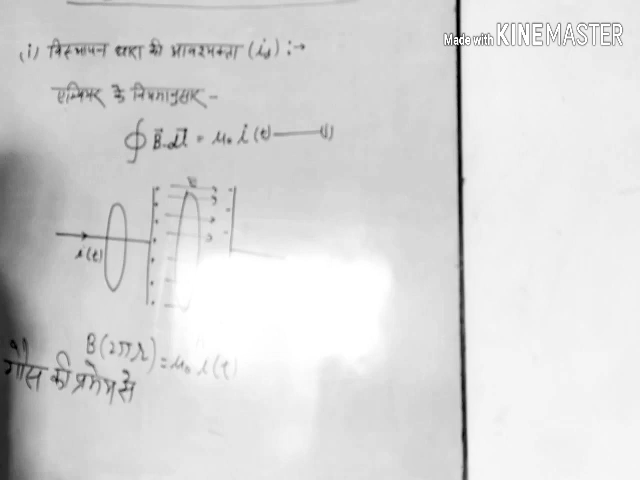 Made with KINEMASTER
(i) विस्थापन धारा की आवश्यकता (id) :→
एम्पियर के नियमानुसार -
∮ B⃗.dl⃗ = μ₀ i(t) —(1)
E
i(t)
B(2πr) = μ₀ i(t)
गौस की प्रमेय से